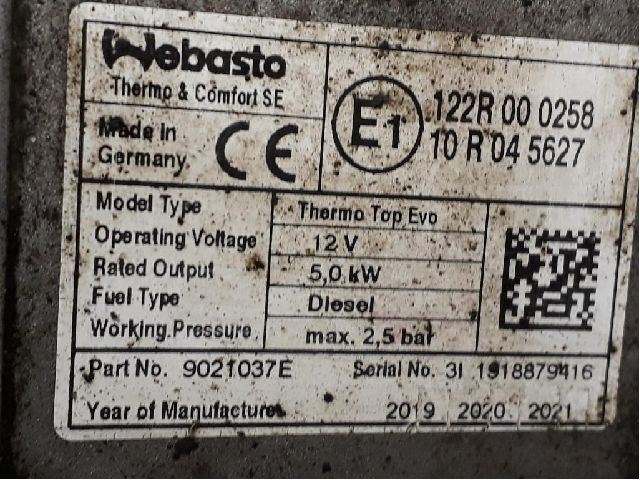 Webasto
Thermo & Comfort SE
Made in
Germany
CE
E1
122R 00 0258
10 R 04 5627
Model Type Thermo Top Evo
Operating Voltage 12 V
Rated Output 5,0 kW
Fuel Type Diesel
Working Pressure max. 2,5 bar
Part No. 9021037E Serial No. 31 1918879416
Year of Manufacture 2019 2020 2021